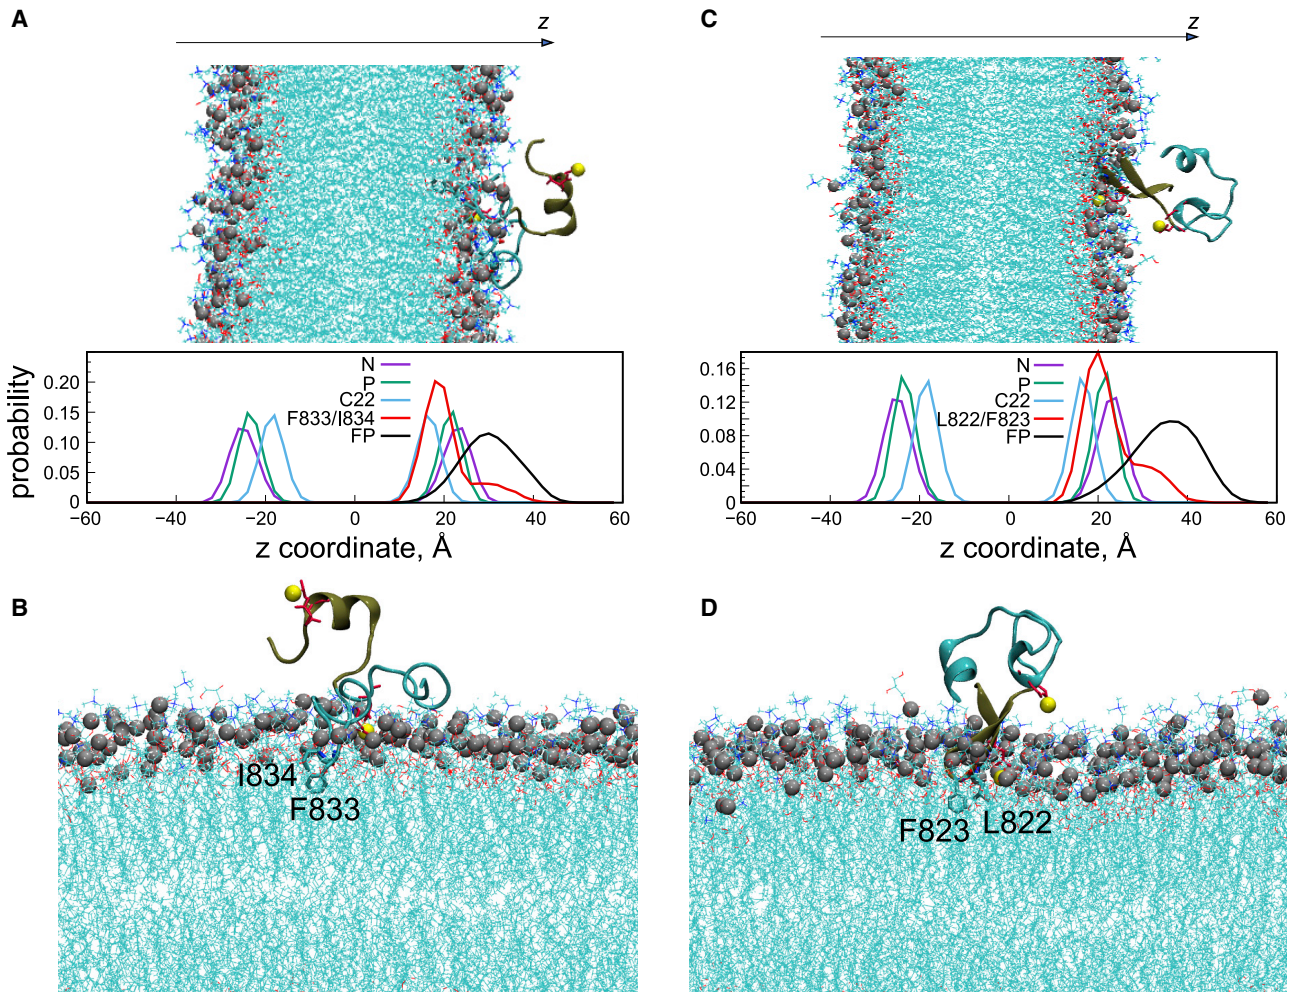 A
z
probability
0.20
0.15
0.10
0.05
0
N
P
C22
F833/I834
FP
−60
−40
−20
0
20
40
60
z coordinate, Å
B
I834
F833
C
z
0.16
0.12
0.08
0.04
0
N
P
C22
L822/F823
FP
−60
−40
−20
0
20
40
60
z coordinate, Å
D
F823
L822